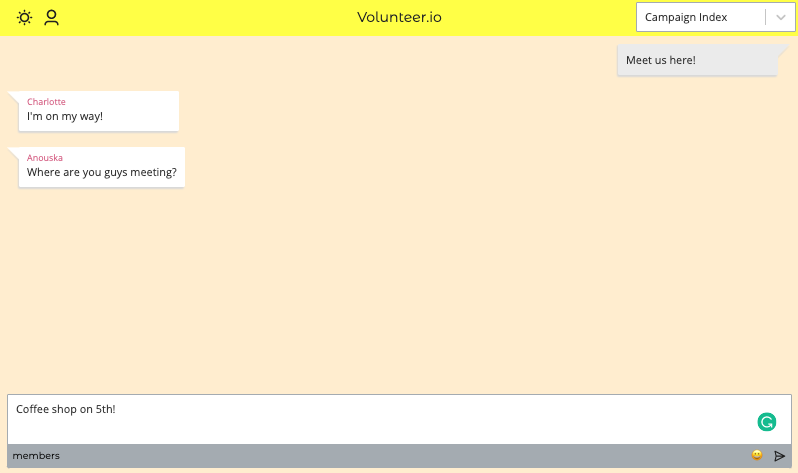 Volunteer.io
Campaign Index
Meet us here!
Charlotte
I'm on my way!
Anouska
Where are you guys meeting?
Coffee shop on 5th!
members